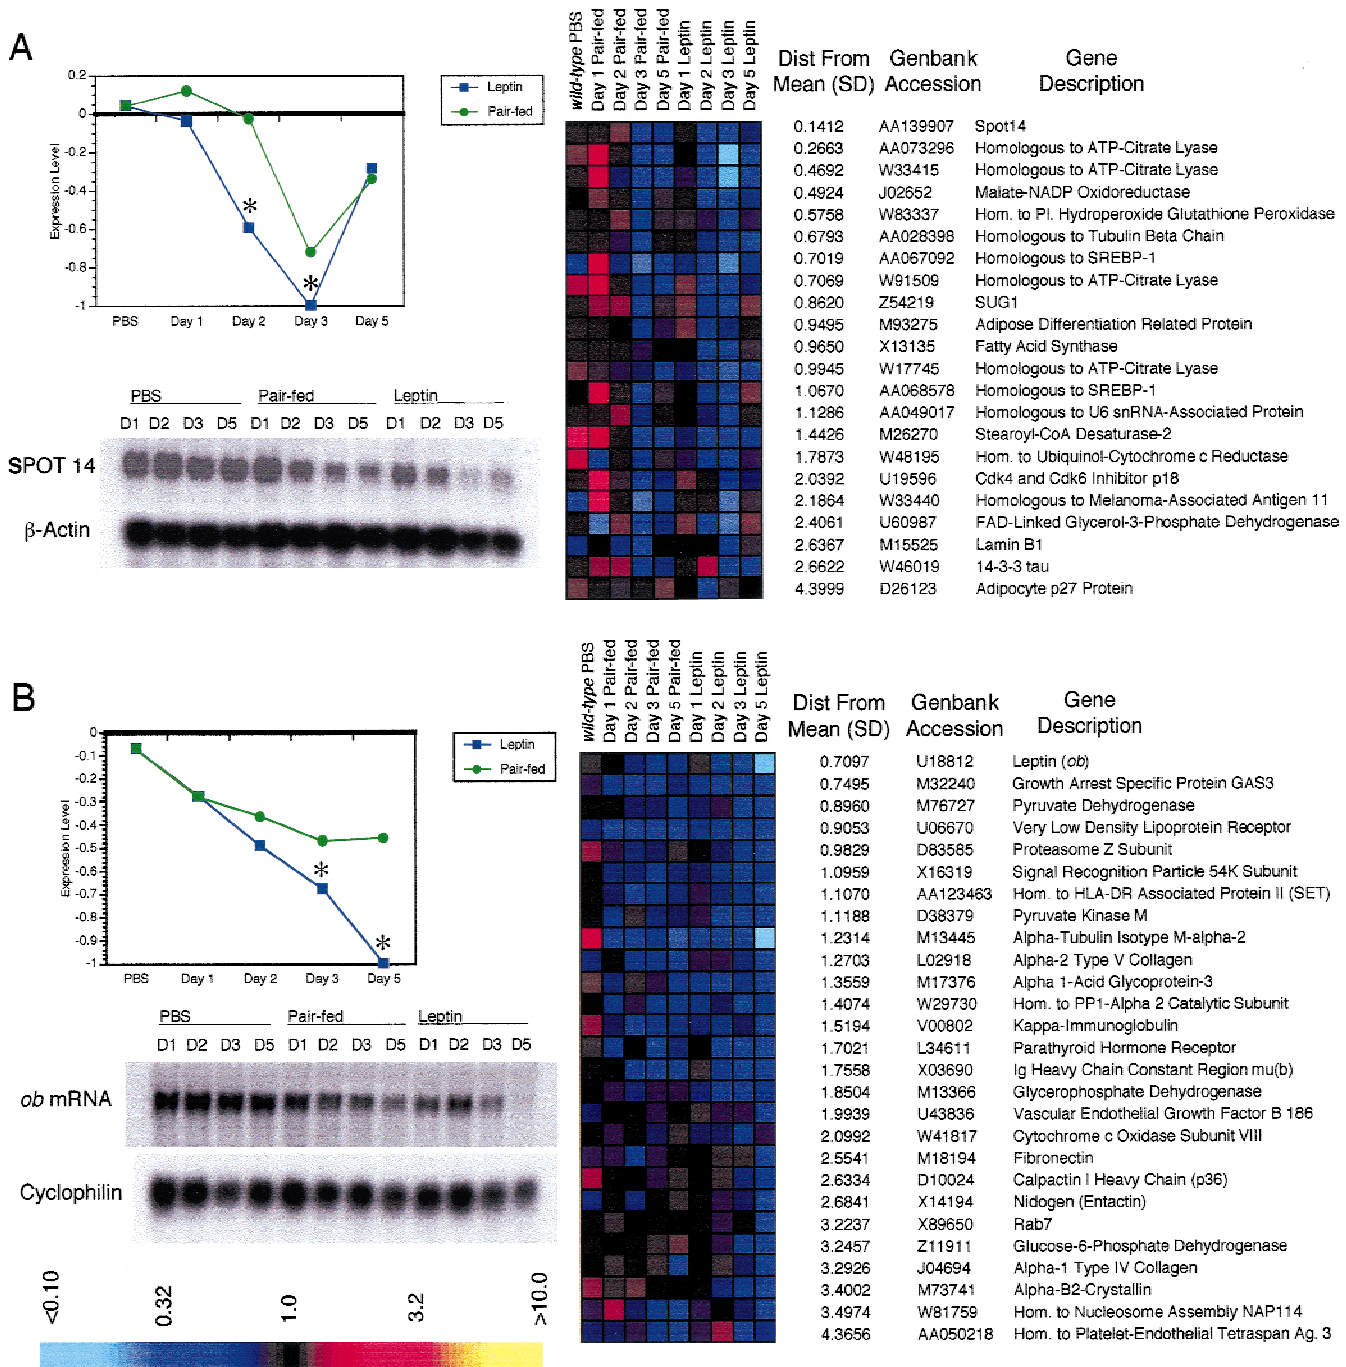 A
0.2
0
-0.2
-0.4
-0.6
-0.8
-1
Expression Level
PBS Day 1 Day 2 Day 3 Day 5
Leptin
Pair-fed
*
*
PBS Pair-fed Leptin
D1 D2 D3 D5 D1 D2 D3 D5 D1 D2 D3 D5
SPOT 14
β-Actin
wild-type PBS
Day 1 Pair-fed
Day 2 Pair-fed
Day 3 Pair-fed
Day 5 Pair-fed
Day 1 Leptin
Day 2 Leptin
Day 3 Leptin
Day 5 Leptin
Dist From Genbank Gene
Mean (SD) Accession Description
0.1412 AA139907 Spot14
0.2663 AA073296 Homologous to ATP-Citrate Lyase
0.4692 W33415 Homologous to ATP-Citrate Lyase
0.4924 J02652 Malate-NADP Oxidoreductase
0.5758 W83337 Hom. to Pl. Hydroperoxide Glutathione Peroxidase
0.6793 AA028398 Homologous to Tubulin Beta Chain
0.7019 AA067092 Homologous to SREBP-1
0.7069 W91509 Homologous to ATP-Citrate Lyase
0.8620 Z54219 SUG1
0.9495 M93275 Adipose Differentiation Related Protein
0.9650 X13135 Fatty Acid Synthase
0.9945 W17745 Homologous to ATP-Citrate Lyase
1.0670 AA068578 Homologous to SREBP-1
1.1286 AA049017 Homologous to U6 snRNA-Associated Protein
1.4426 M26270 Stearoyl-CoA Desaturase-2
1.7873 W48195 Hom. to Ubiquinol-Cytochrome c Reductase
2.0392 U19596 Cdk4 and Cdk6 Inhibitor p18
2.1864 W33440 Homologous to Melanoma-Associated Antigen 11
2.4061 U60987 FAD-Linked Glycerol-3-Phosphate Dehydrogenase
2.6367 M15525 Lamin B1
2.6622 W46019 14-3-3 tau
4.3999 D26123 Adipocyte p27 Protein
B
0
-0.1
-0.2
-0.3
-0.4
-0.5
-0.6
-0.7
-0.8
-0.9
-1
Expression Level
PBS Day 1 Day 2 Day 3 Day 5
Leptin
Pair-fed
*
*
PBS Pair-fed Leptin
D1 D2 D3 D5 D1 D2 D3 D5 D1 D2 D3 D5
ob mRNA
Cyclophilin
<0.10 0.32 1.0 3.2 >10.0
wild-type PBS
Day 1 Pair-fed
Day 2 Pair-fed
Day 3 Pair-fed
Day 5 Pair-fed
Day 1 Leptin
Day 2 Leptin
Day 3 Leptin
Day 5 Leptin
Dist From Genbank Gene
Mean (SD) Accession Description
0.7097 U18812 Leptin (ob)
0.7495 M32240 Growth Arrest Specific Protein GAS3
0.8960 M76727 Pyruvate Dehydrogenase
0.9053 U06670 Very Low Density Lipoprotein Receptor
0.9829 D83585 Proteasome Z Subunit
1.0959 X16319 Signal Recognition Particle 54K Subunit
1.1070 AA123463 Hom. to HLA-DR Associated Protein II (SET)
1.1188 D38379 Pyruvate Kinase M
1.2314 M13445 Alpha-Tubulin Isotype M-alpha-2
1.2703 L02918 Alpha-2 Type V Collagen
1.3559 M17376 Alpha 1-Acid Glycoprotein-3
1.4074 W29730 Hom. to PP1-Alpha 2 Catalytic Subunit
1.5194 V00802 Kappa-Immunoglobulin
1.7021 L34611 Parathyroid Hormone Receptor
1.7558 X03690 Ig Heavy Chain Constant Region mu(b)
1.8504 M13366 Glycerophosphate Dehydrogenase
1.9939 U43836 Vascular Endothelial Growth Factor B 186
2.0992 W41817 Cytochrome c Oxidase Subunit VIII
2.5541 M18194 Fibronectin
2.6334 D10024 Calpactin I Heavy Chain (p36)
2.6841 X14194 Nidogen (Entactin)
3.2237 X89650 Rab7
3.2457 Z11911 Glucose-6-Phosphate Dehydrogenase
3.2926 J04694 Alpha-1 Type IV Collagen
3.4002 M73741 Alpha-B2-Crystallin
3.4974 W81759 Hom. to Nucleosome Assembly NAP114
4.3656 AA050218 Hom. to Platelet-Endothelial Tetraspan Ag. 3